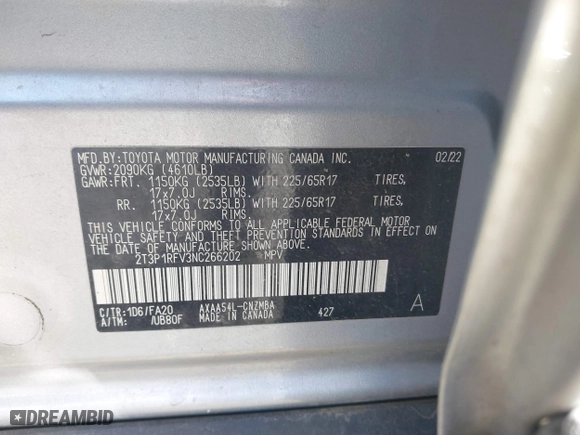 MFD.BY:TOYOTA MOTOR MANUFACTURING CANADA INC. 02/22
GVWR:2090KG (4610LB)
GAWR:FRT. 1150KG (2535LB) WITH 225/65R17 TIRES,
17x7.0J RIMS.
RR. 1150KG (2535LB) WITH 225/65R17 TIRES,
17x7.0J RIMS.
THIS VEHICLE CONFORMS TO ALL APPLICABLE FEDERAL MOTOR
VEHICLE SAFETY AND THEFT PREVENTION STANDARDS IN EFFECT ON THE
DATE OF MANUFACTURE SHOWN ABOVE.
2T3P1RFV3NC266202 MPV
C/TR:1D6/FA20 AXAA54L-CNZMBA 427 A
A/TM: /UB80F MADE IN CANADA
DREAMBID